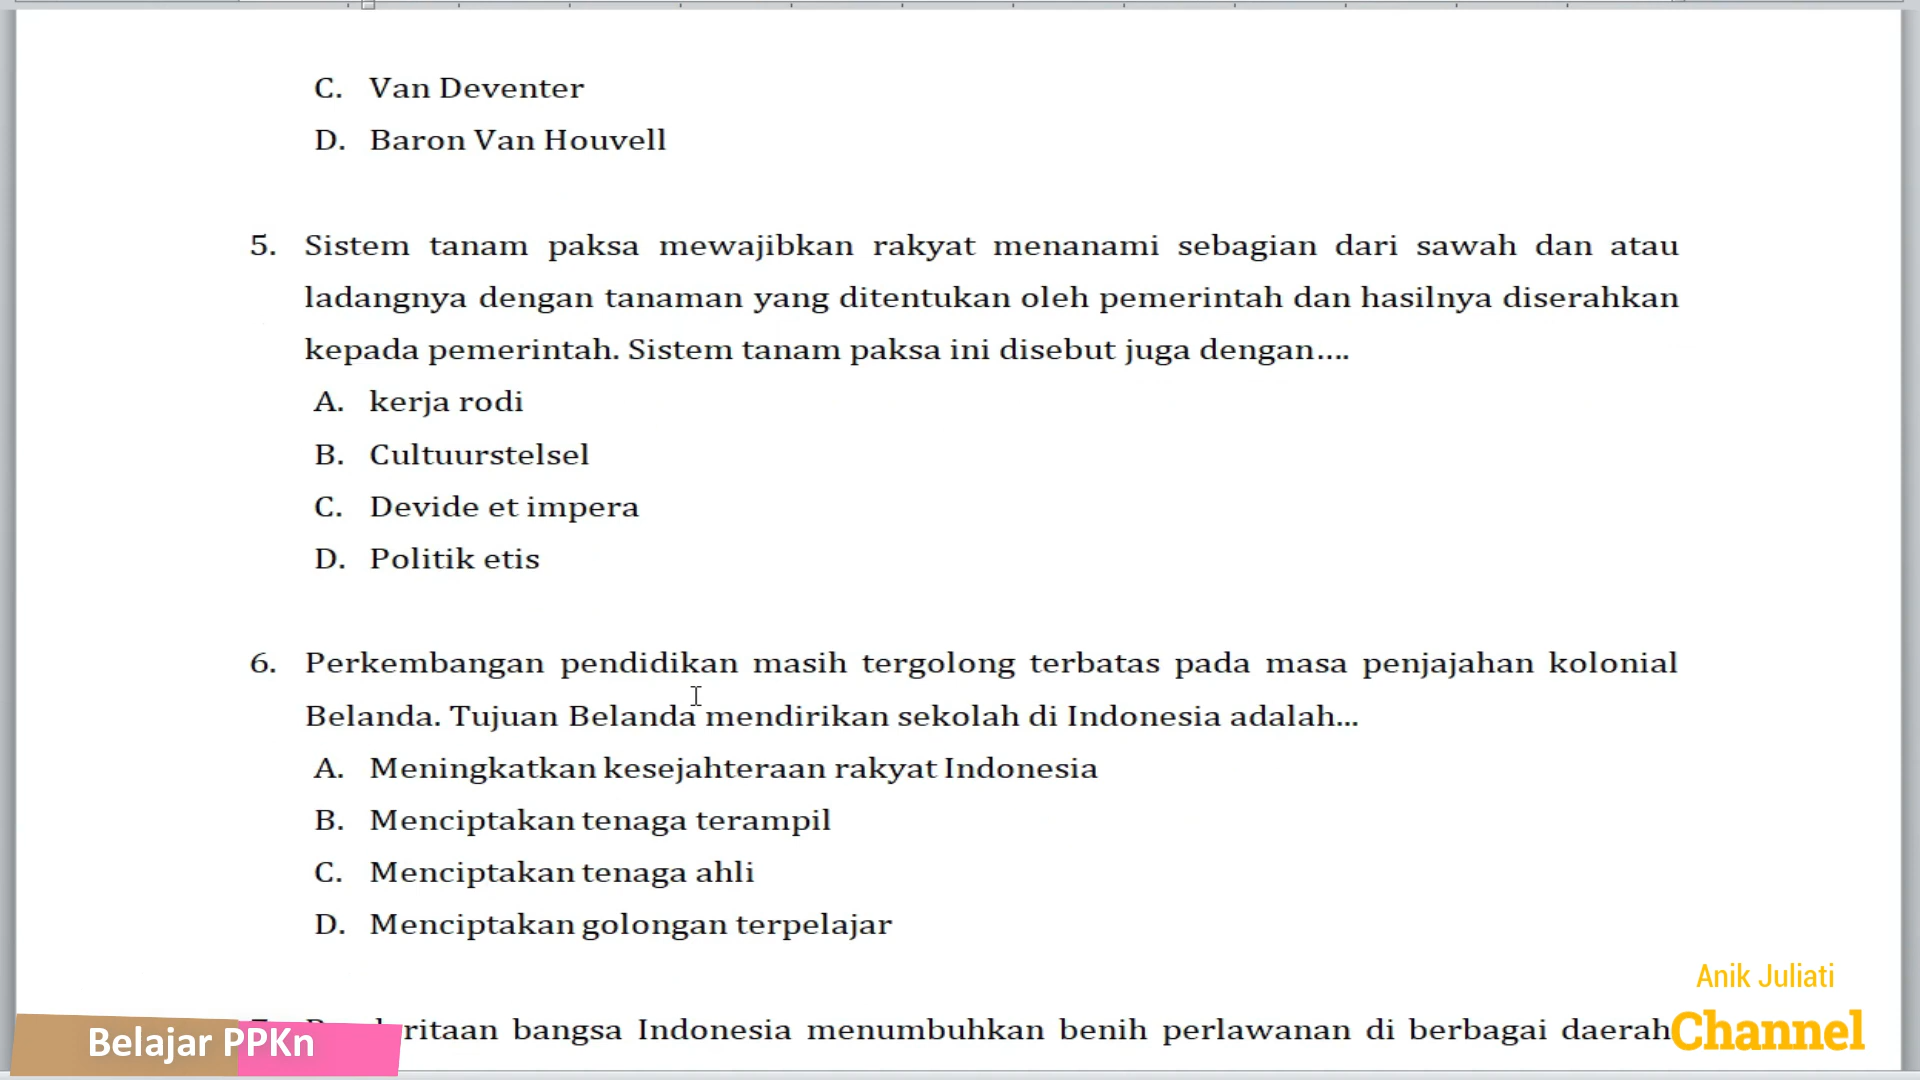 C. Van Deventer
D. Baron Van Houvell
5. Sistem tanam paksa mewajibkan rakyat menanami sebagian dari sawah dan atau
ladangnya dengan tanaman yang ditentukan oleh pemerintah dan hasilnya diserahkan
kepada pemerintah. Sistem tanam paksa ini disebut juga dengan....
A. kerja rodi
B. Cultuurstelsel
C. Devide et impera
D. Politik etis
6. Perkembangan pendidikan masih tergolong terbatas pada masa penjajahan kolonial
Belanda. Tujuan Belanda mendirikan sekolah di Indonesia adalah...
A. Meningkatkan kesejahteraan rakyat Indonesia
B. Menciptakan tenaga terampil
C. Menciptakan tenaga ahli
D. Menciptakan golongan terpelajar
Anik Juliati
bangsa Indonesia menumbuhkan benih perlawanan di berbagai daerah
Channel
Belajar PPKn